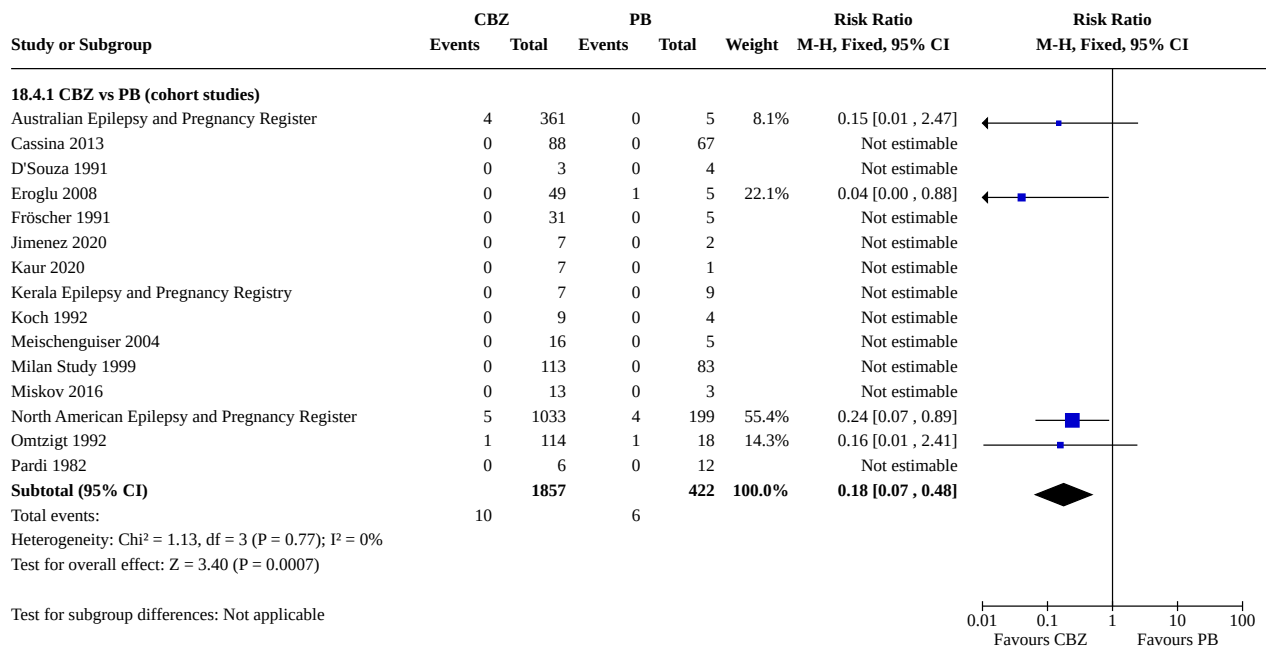 CBZ PB Risk Ratio Risk Ratio
Study or Subgroup Events Total Events Total Weight M-H, Fixed, 95% CI M-H, Fixed, 95% CI
18.4.1 CBZ vs PB (cohort studies)
Australian Epilepsy and Pregnancy Register 4 361 0 5 8.1% 0.15 [0.01 , 2.47]
Cassina 2013 0 88 0 67 Not estimable
D'Souza 1991 0 3 0 4 Not estimable
Eroglu 2008 0 49 1 5 22.1% 0.04 [0.00 , 0.88]
Fröscher 1991 0 31 0 5 Not estimable
Jimenez 2020 0 7 0 2 Not estimable
Kaur 2020 0 7 0 1 Not estimable
Kerala Epilepsy and Pregnancy Registry 0 7 0 9 Not estimable
Koch 1992 0 9 0 4 Not estimable
Meischenguiser 2004 0 16 0 5 Not estimable
Milan Study 1999 0 113 0 83 Not estimable
Miskov 2016 0 13 0 3 Not estimable
North American Epilepsy and Pregnancy Register 5 1033 4 199 55.4% 0.24 [0.07 , 0.89]
Omtzigt 1992 1 114 1 18 14.3% 0.16 [0.01 , 2.41]
Pardi 1982 0 6 0 12 Not estimable
Subtotal (95% CI) 1857 422 100.0% 0.18 [0.07 , 0.48]
Total events: 10 6
Heterogeneity: Chi² = 1.13, df = 3 (P = 0.77); I² = 0%
Test for overall effect: Z = 3.40 (P = 0.0007)
Test for subgroup differences: Not applicable
0.01 0.1 1 10 100
Favours CBZ Favours PB